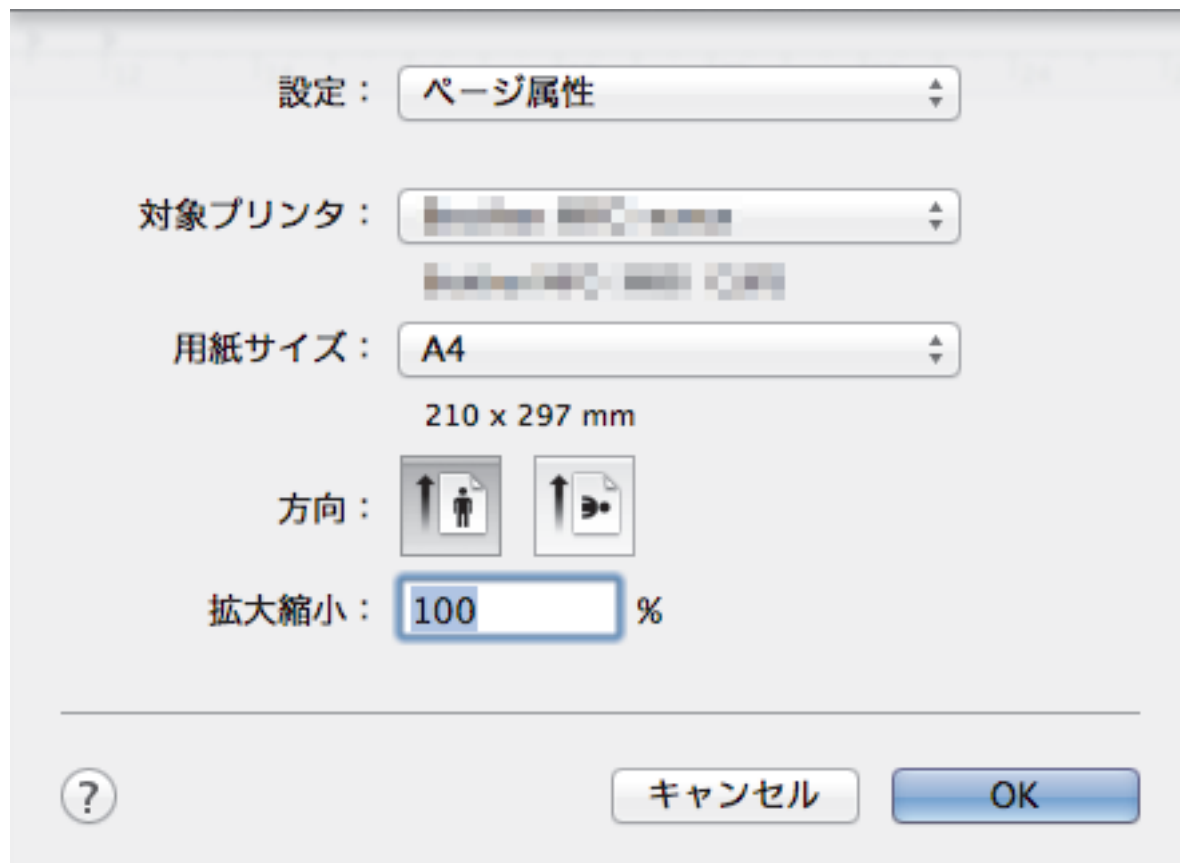 設定： ページ属性
対象プリンタ：
用紙サイズ： A4
210 x 297 mm
方向：
拡大縮小： 100 %
? キャンセル OK